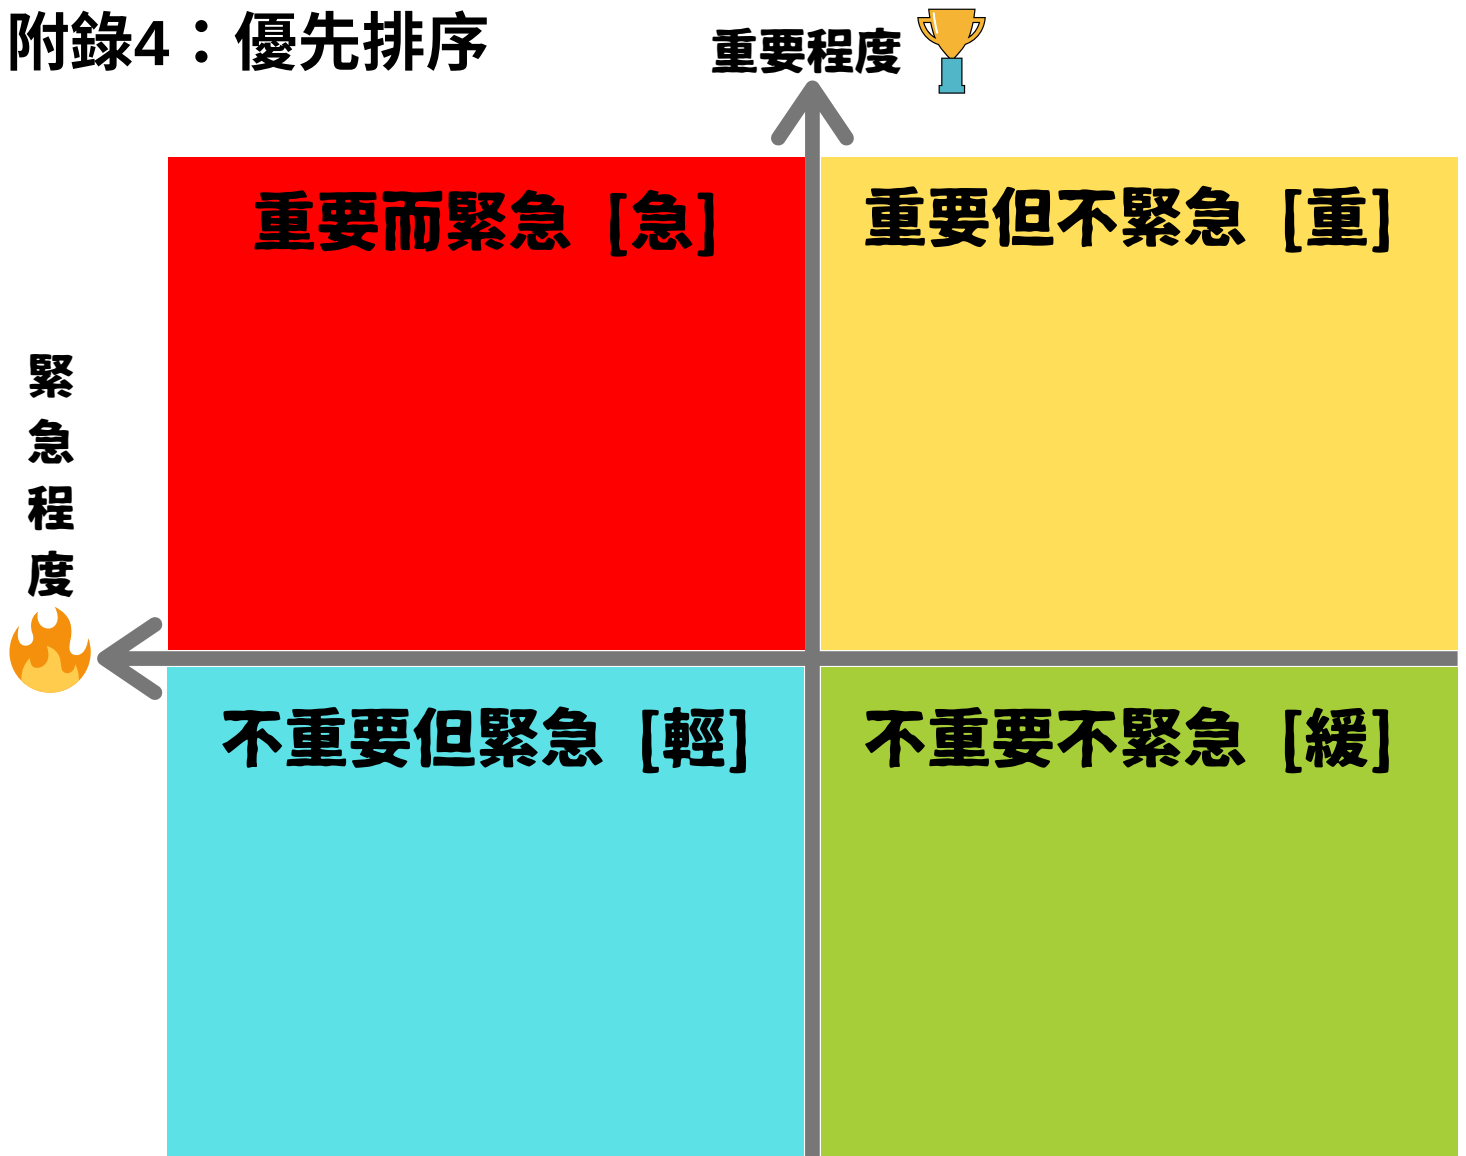 附錄4：優先排序
重要程度
重要而緊急 [急]
重要但不緊急 [重]
緊急程度
不重要但緊急 [輕]
不重要不緊急 [緩]